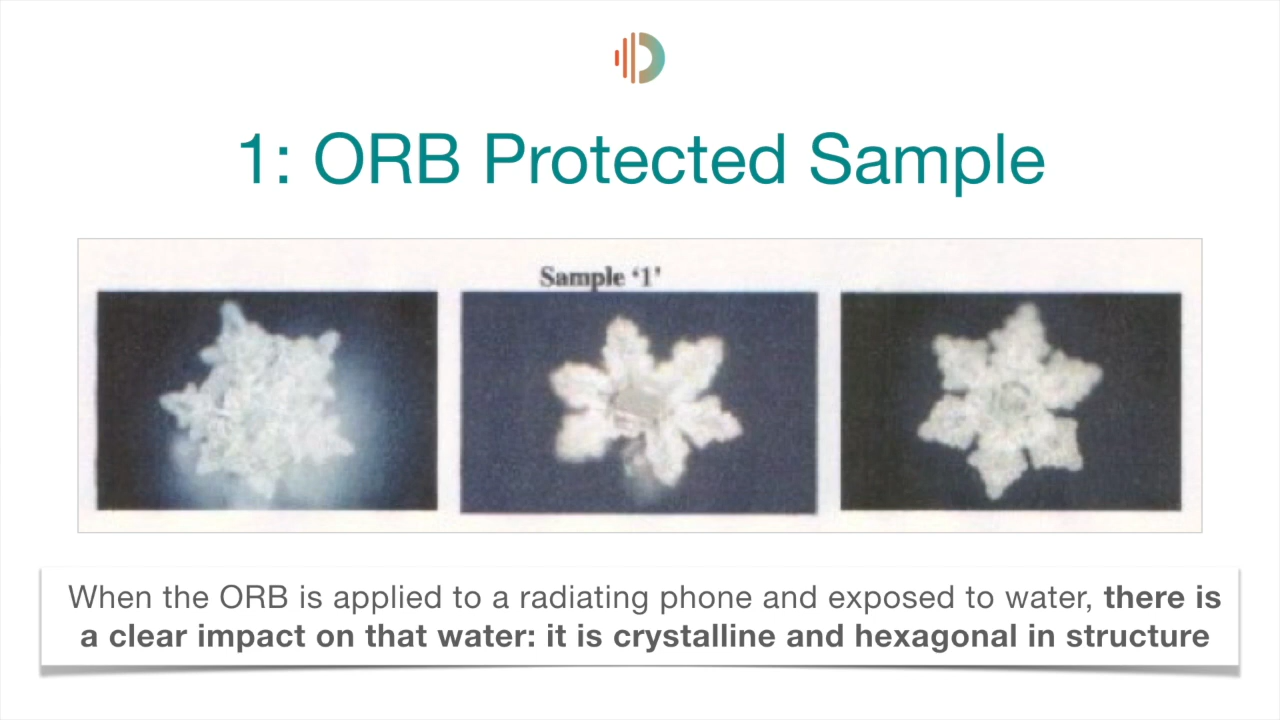 1: ORB Protected Sample
Sample ‘1’
When the ORB is applied to a radiating phone and exposed to water, there is
a clear impact on that water: it is crystalline and hexagonal in structure